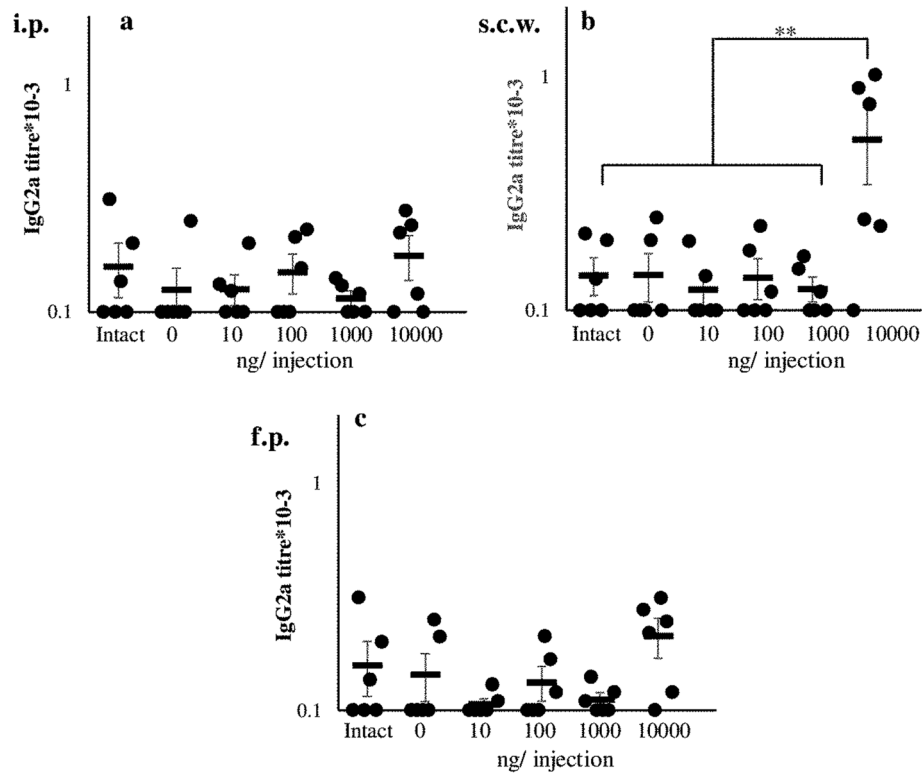 i.p. a
IgG2a titre*10-3
1
0.1
Intact 0 10 100 1000 10000
ng/ injection
s.c.w. b
**
IgG2a titre*10-3
1
0.1
Intact 0 10 100 1000 10000
ng/ injection
f.p. c
IgG2a titre*10-3
1
0.1
Intact 0 10 100 1000 10000
ng/ injection